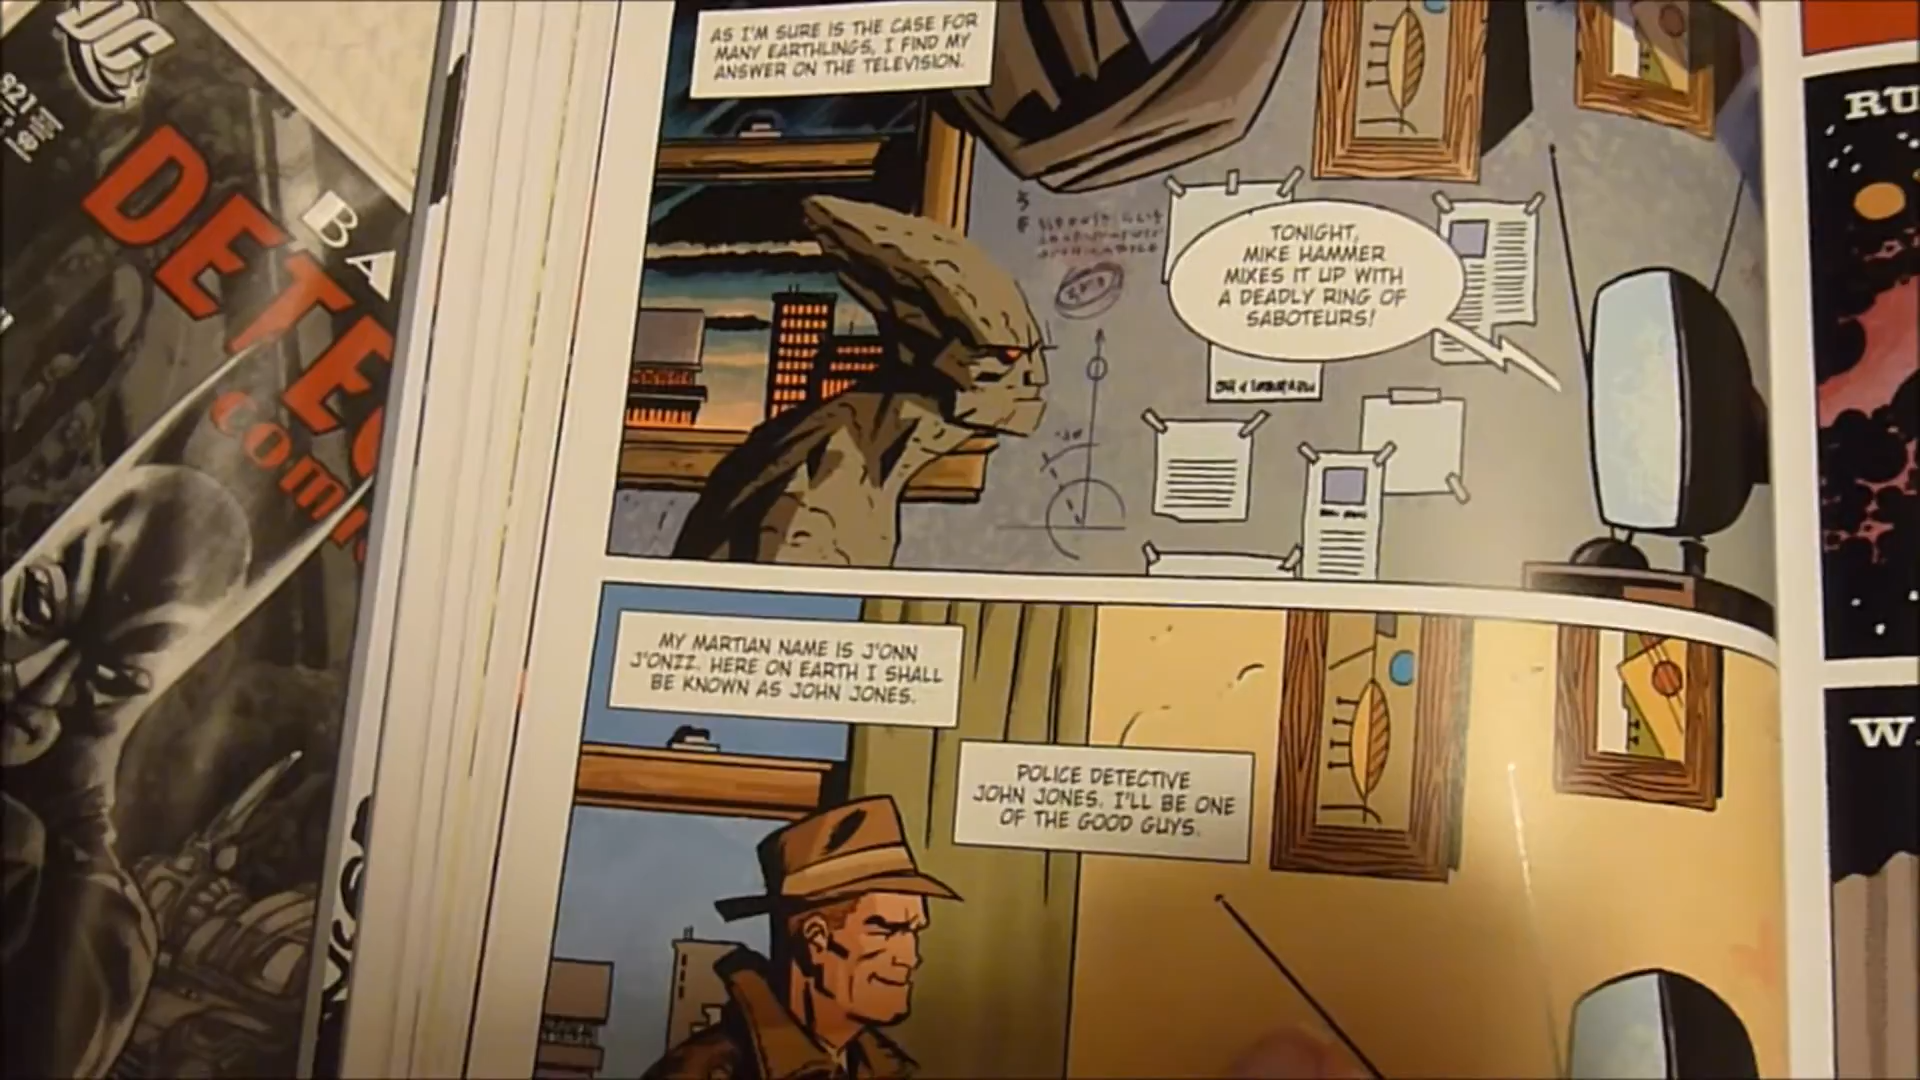 DC
821
BA
DETE
COMI
AS I'M SURE IS THE CASE FOR
MANY EARTHLINGS, I FIND MY
ANSWER ON THE TELEVISION.
TONIGHT,
MIKE HAMMER
MIXES IT UP WITH
A DEADLY RING OF
SABOTEURS!
MY MARTIAN NAME IS J'ONN
J'ONZZ. HERE ON EARTH I SHALL
BE KNOWN AS JOHN JONES.
POLICE DETECTIVE
JOHN JONES. I'LL BE ONE
OF THE GOOD GUYS.
RU
W